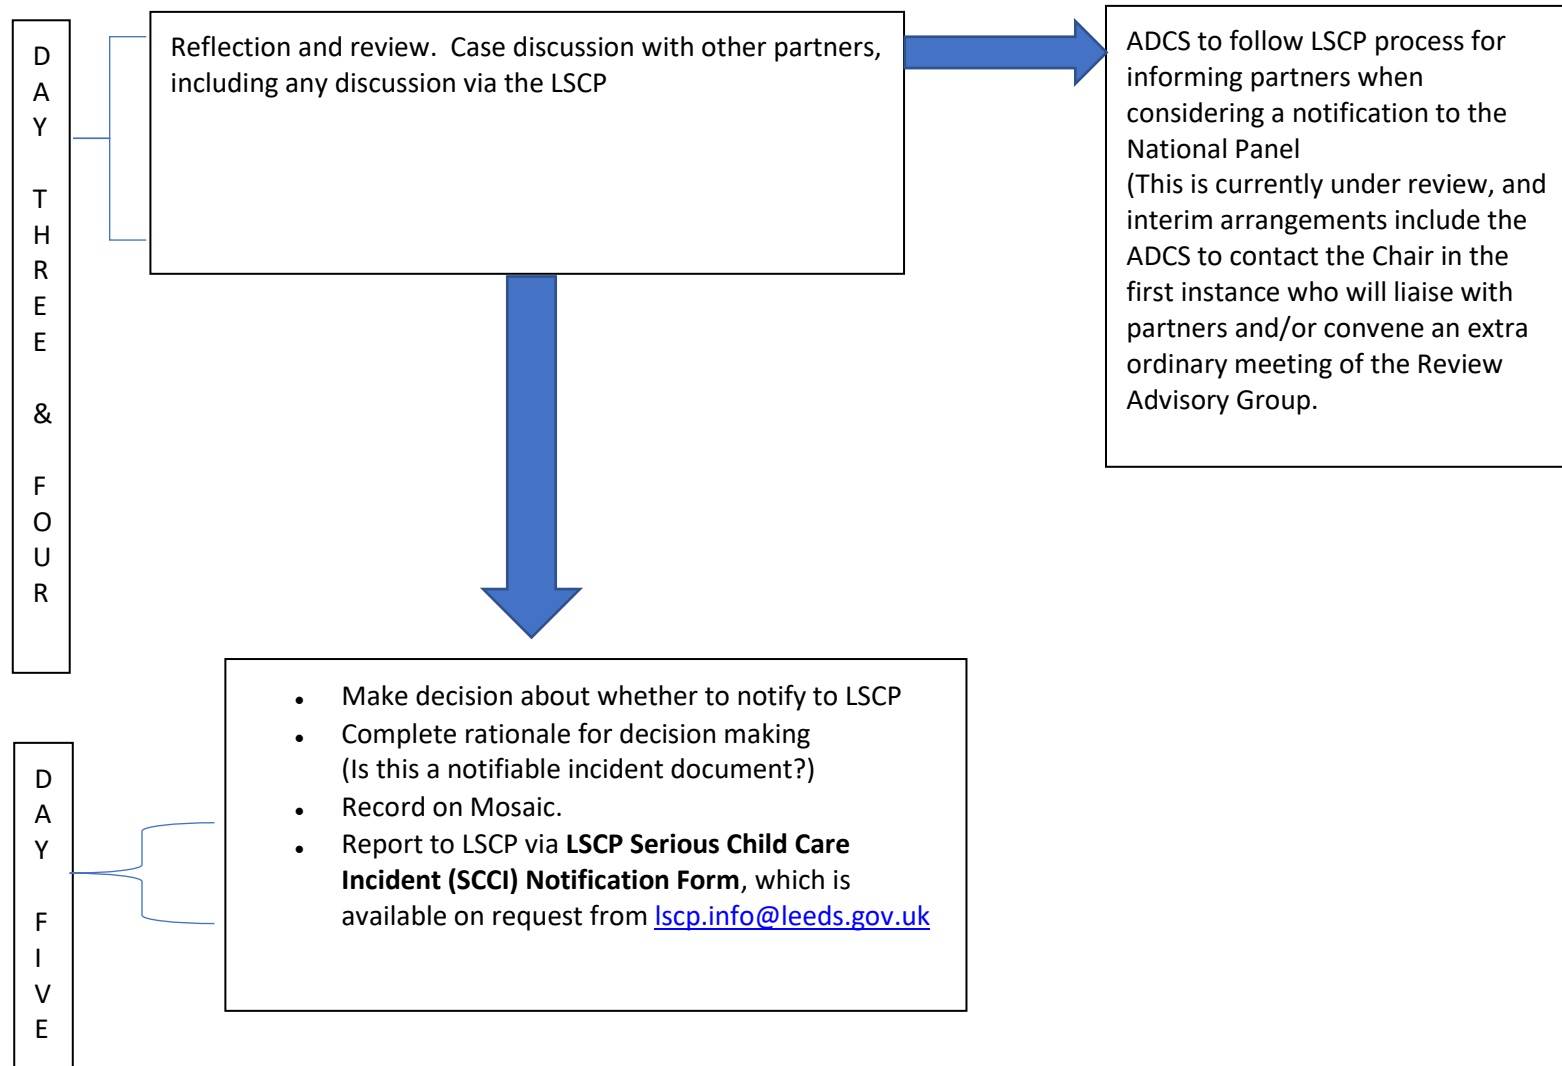 DAY THREE & FOUR
Reflection and review.  Case discussion with other partners,
including any discussion via the LSCP
ADCS to follow LSCP process for
informing partners when
considering a notification to the
National Panel
(This is currently under review, and
interim arrangements include the
ADCS to contact the Chair in the
first instance who will liaise with
partners and/or convene an extra
ordinary meeting of the Review
Advisory Group.
DAY FIVE
• Make decision about whether to notify to LSCP
• Complete rationale for decision making
(Is this a notifiable incident document?)
• Record on Mosaic.
• Report to LSCP via LSCP Serious Child Care
Incident (SCCI) Notification Form, which is
available on request from lscp.info@leeds.gov.uk